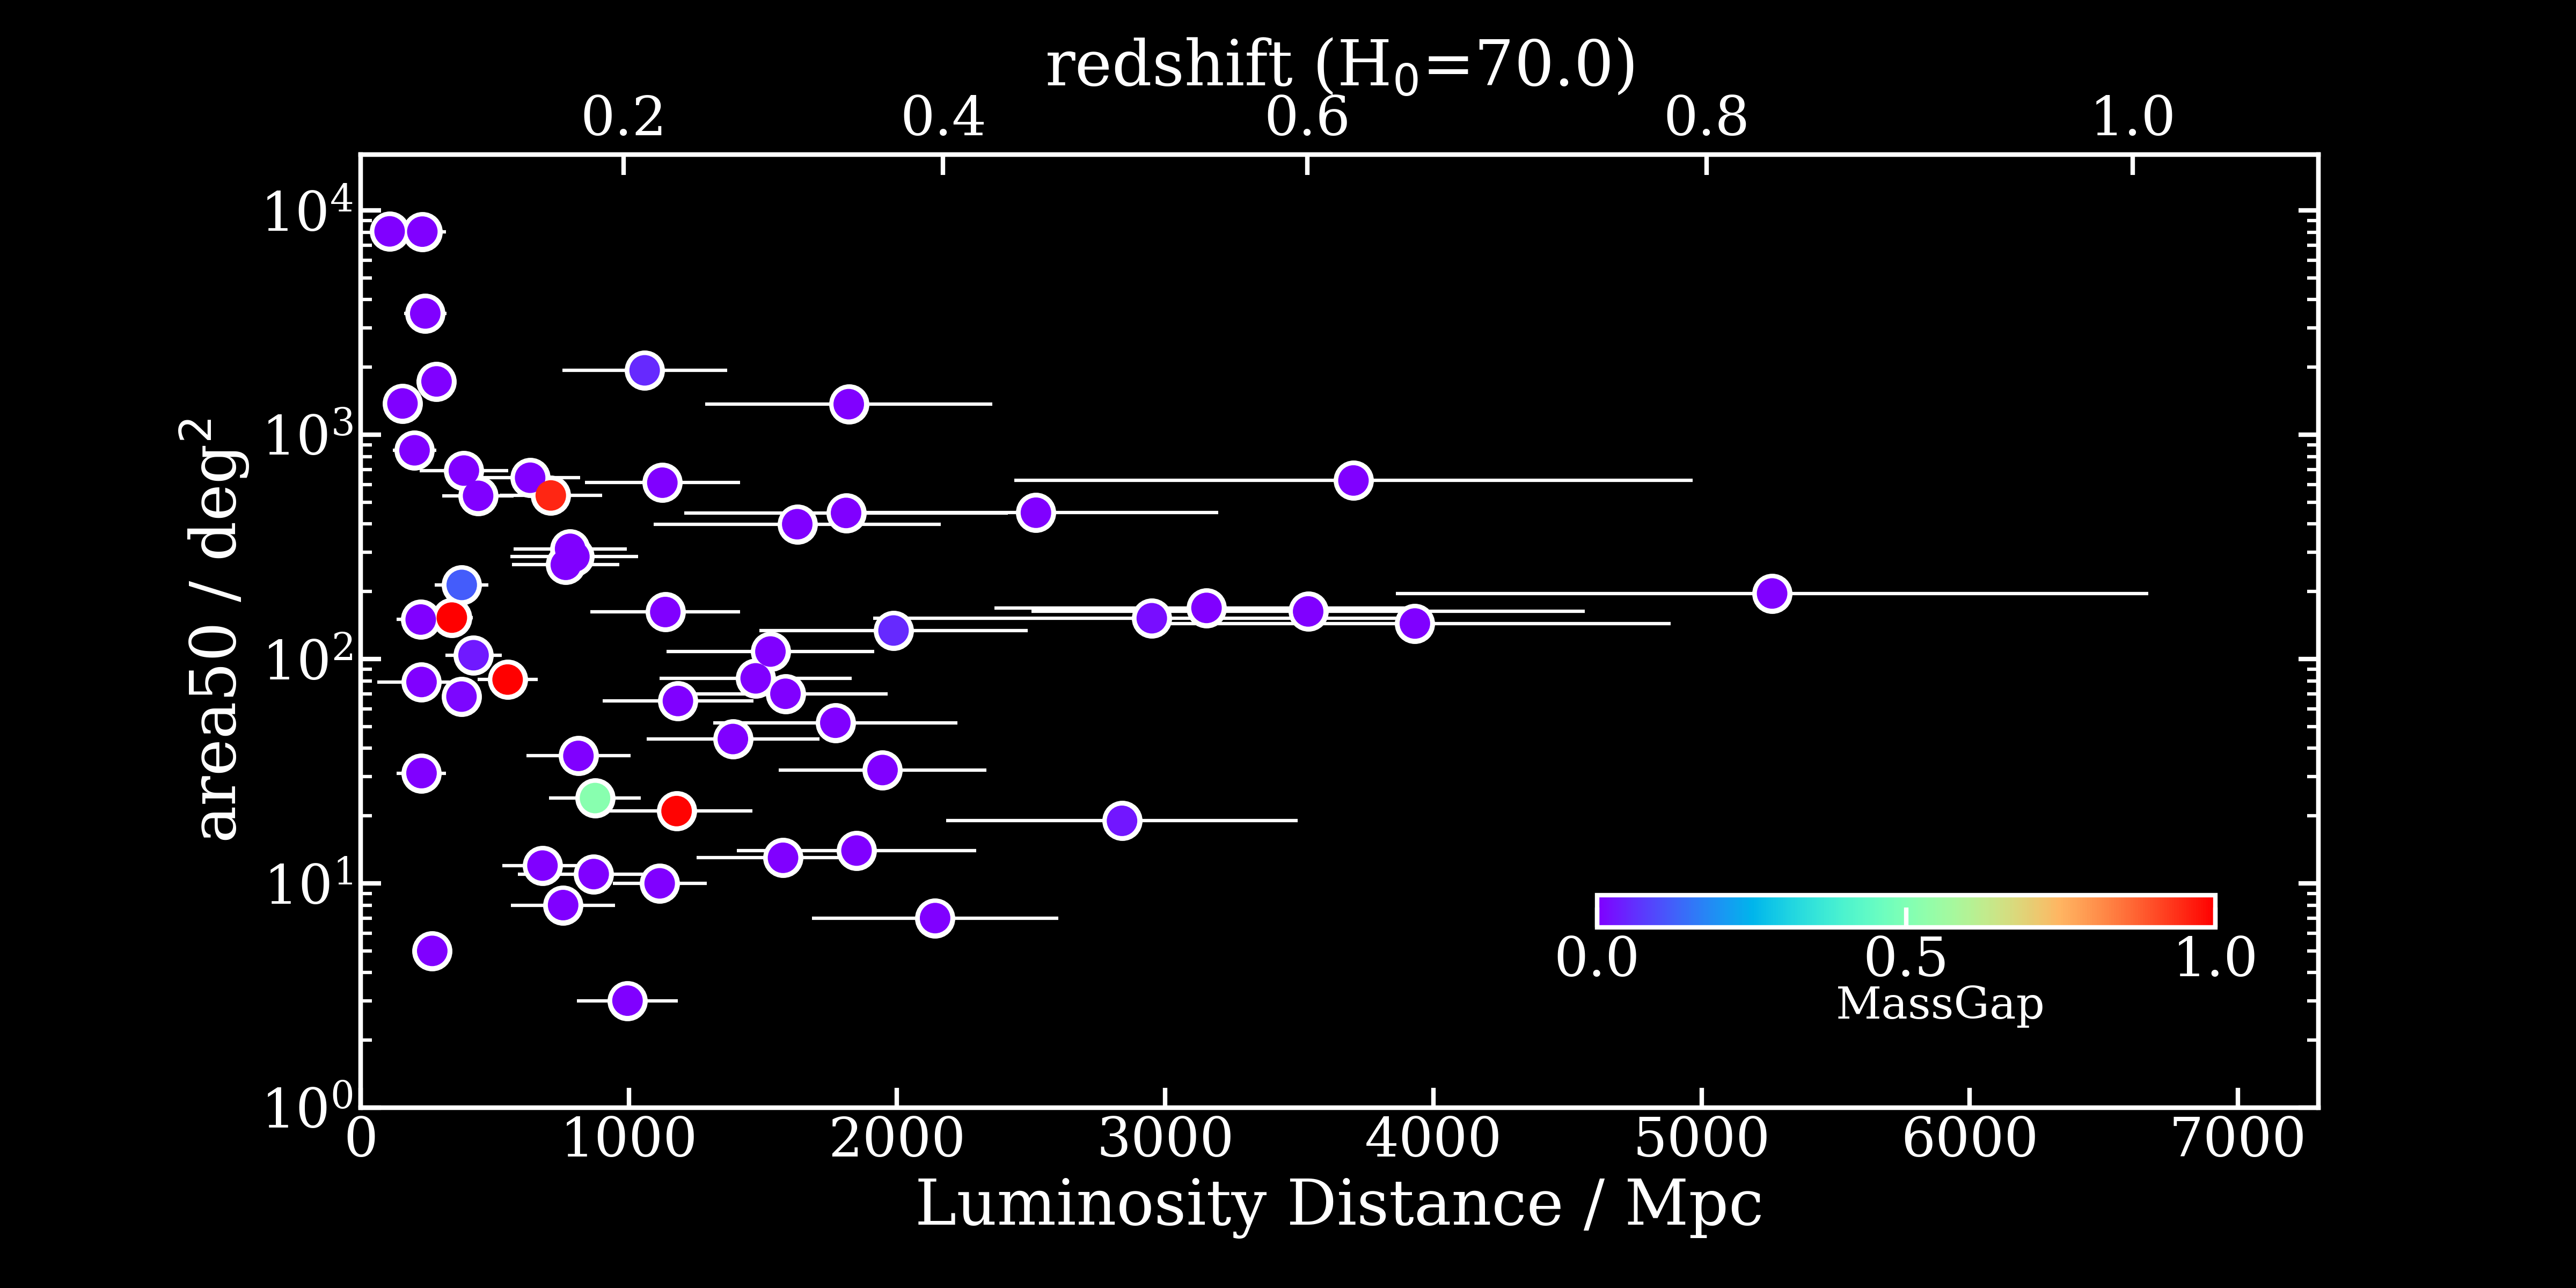 redshift (H₀=70.0)
0.2 0.4 0.6 0.8 1.0
area50 / deg²
10⁴
10³
10²
10¹
10⁰
0.0 0.5 1.0
MassGap
0 1000 2000 3000 4000 5000 6000 7000
Luminosity Distance / Mpc